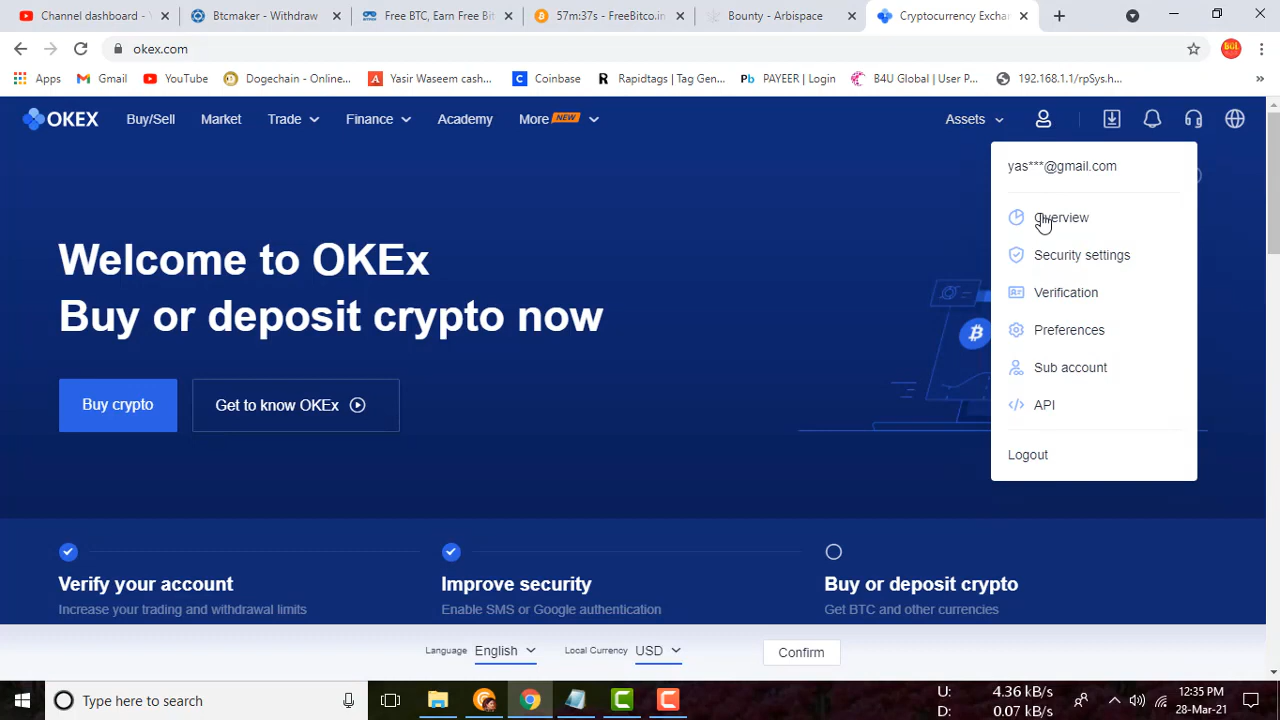 Channel dashboard - Y
Btcmaker - Withdraw
Free BTC, Earn Free Bit
57m:37s - FreeBitco.in
Bounty - Arbispace
Cryptocurrency Exchan
okex.com
BOL
Apps
Gmail
YouTube
Dogechain - Online...
Yasir Waseem cash...
Coinbase
Rapidtags | Tag Gen...
PAYEER | Login
B4U Global | User P...
192.168.1.1/rpSys.h...
OKEX
Buy/Sell
Market
Trade
Finance
Academy
More NEW
Assets
yas***@gmail.com
Overview
Security settings
Verification
Preferences
Sub account
API
Logout
Welcome to OKEx
Buy or deposit crypto now
Buy crypto
Get to know OKEx
Verify your account
Increase your trading and withdrawal limits
Improve security
Enable SMS or Google authentication
Buy or deposit crypto
Get BTC and other currencies
Language English
Local Currency USD
Confirm
Type here to search
U: 4.36 kB/s
D: 0.07 kB/s
12:35 PM
28-Mar-21